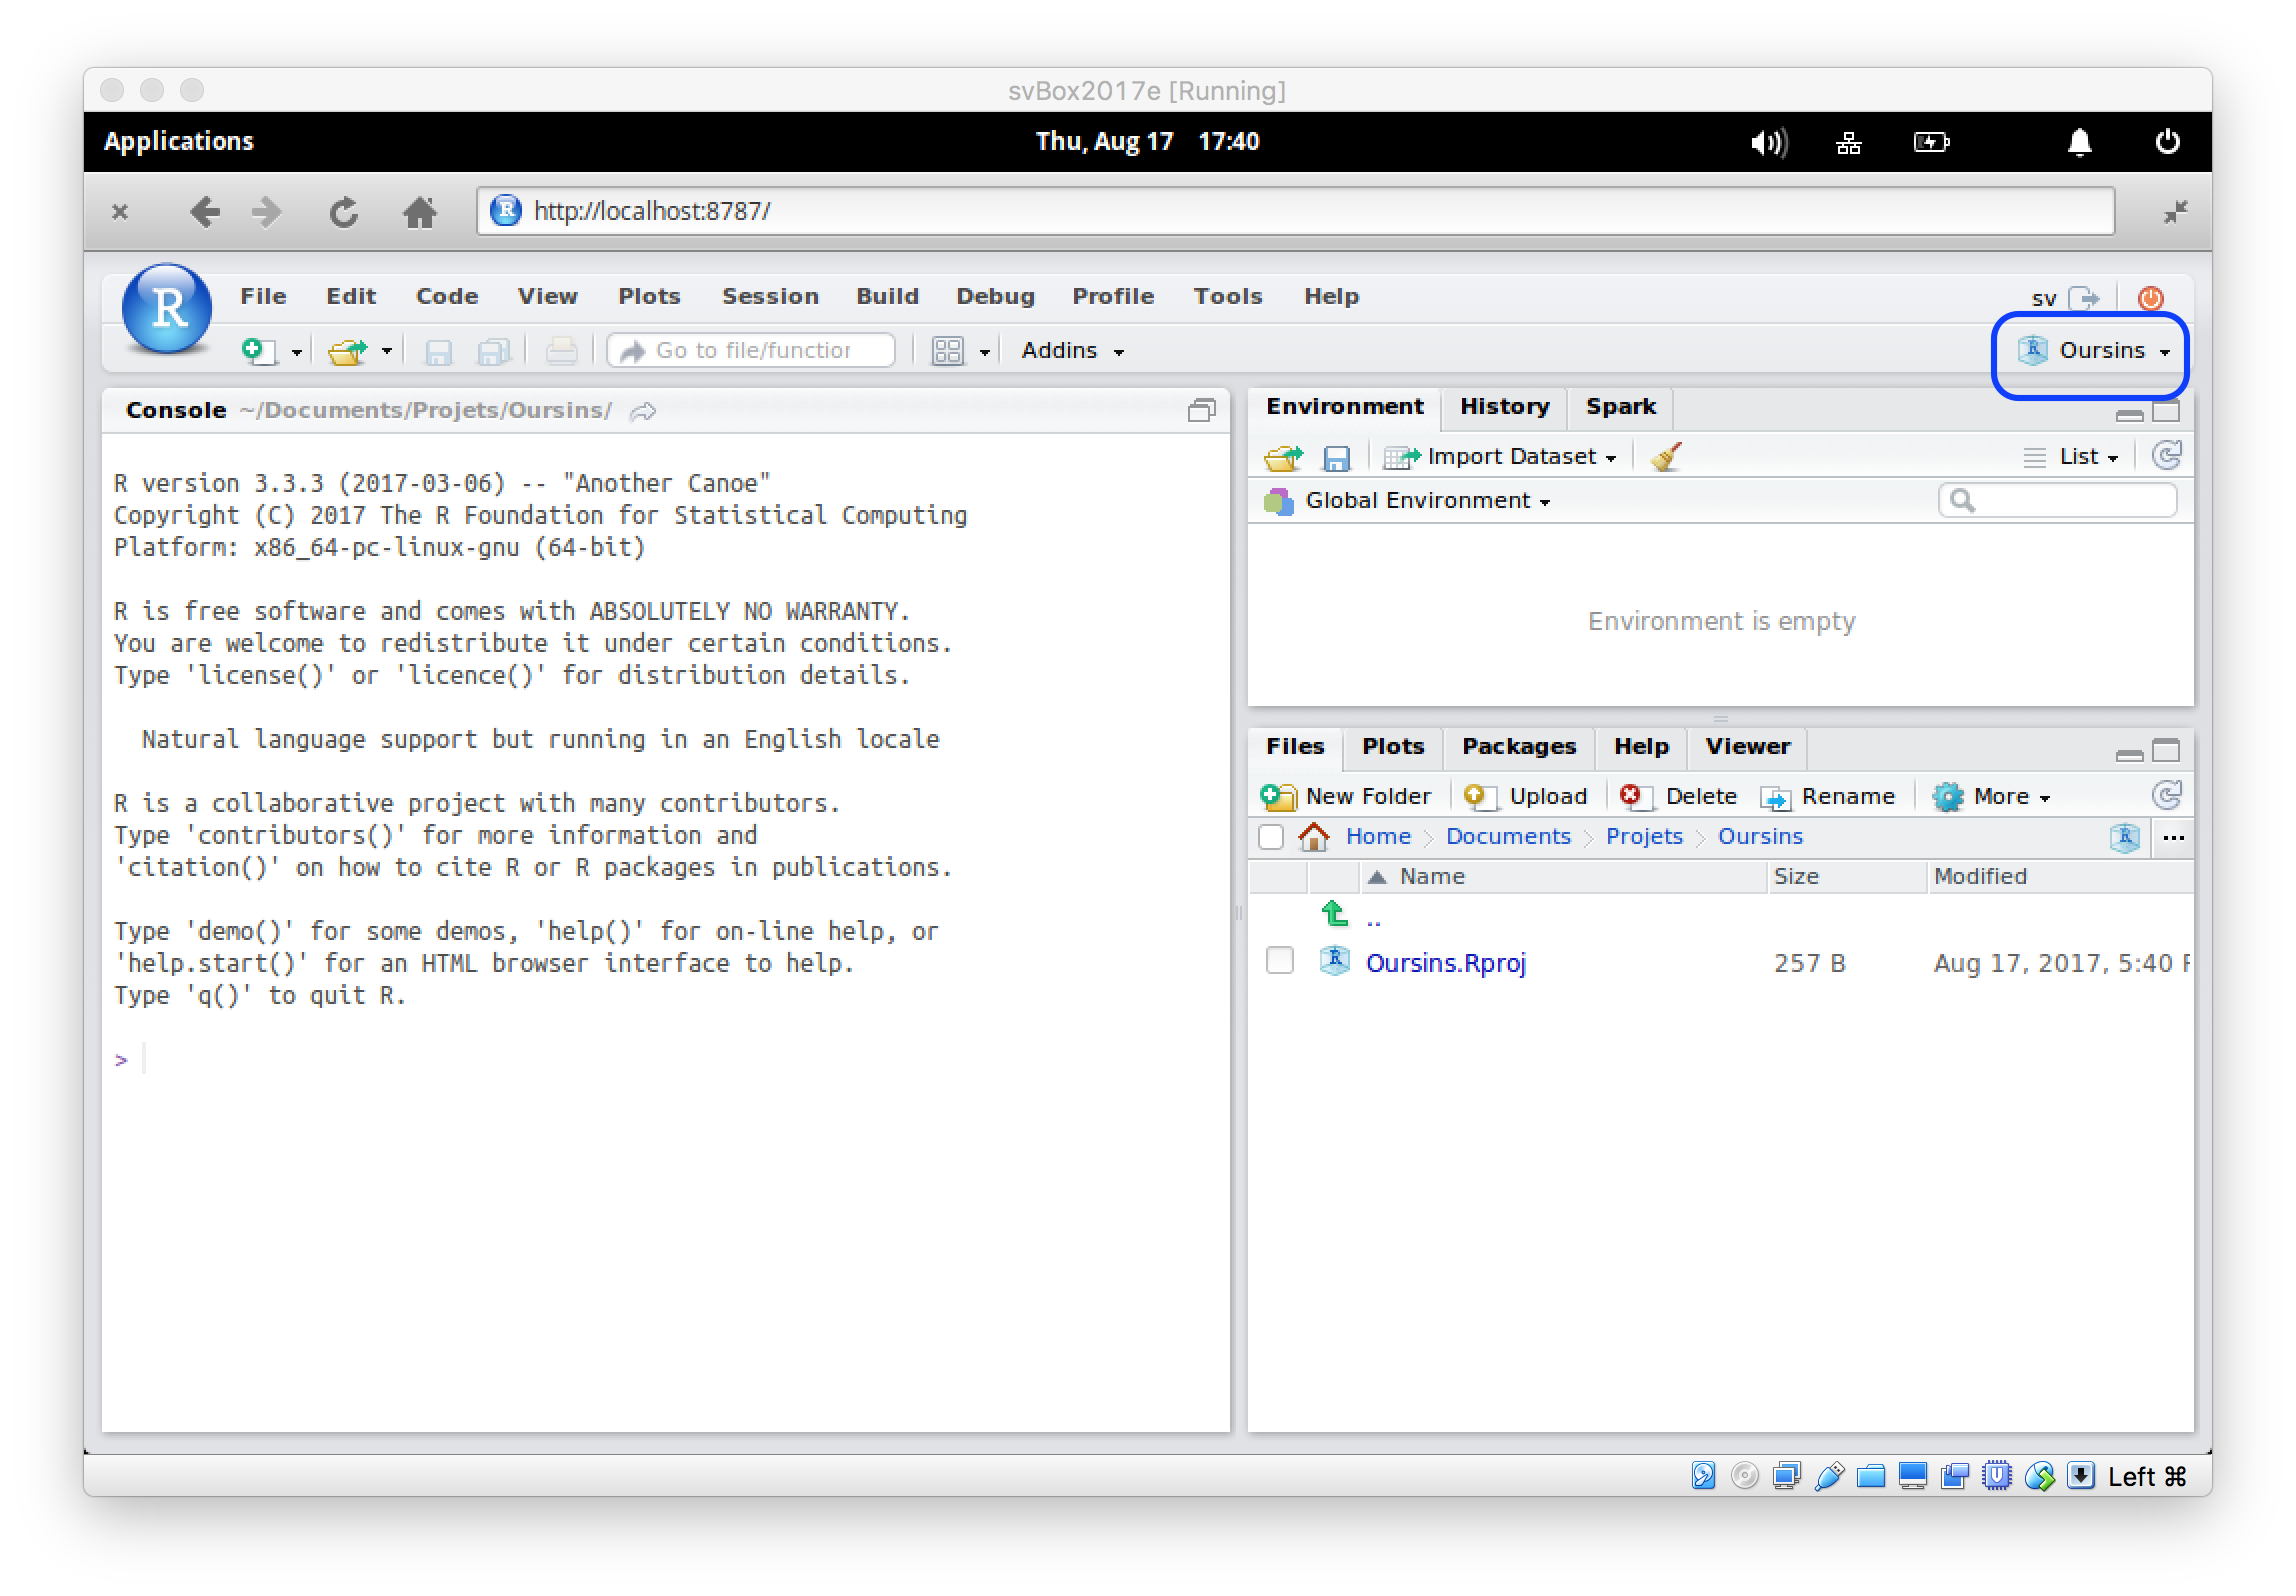 svBox2017e [Running]
Applications
Thu, Aug 17 17:40
http://localhost:8787/
R
File Edit Code View Plots Session Build Debug Profile Tools Help
sv
Go to file/function
Addins
Oursins
Console ~/Documents/Projets/Oursins/
R version 3.3.3 (2017-03-06) -- "Another Canoe"
Copyright (C) 2017 The R Foundation for Statistical Computing
Platform: x86_64-pc-linux-gnu (64-bit)
R is free software and comes with ABSOLUTELY NO WARRANTY.
You are welcome to redistribute it under certain conditions.
Type 'license()' or 'licence()' for distribution details.
Natural language support but running in an English locale
R is a collaborative project with many contributors.
Type 'contributors()' for more information and
'citation()' on how to cite R or R packages in publications.
Type 'demo()' for some demos, 'help()' for on-line help, or
'help.start()' for an HTML browser interface to help.
Type 'q()' to quit R.
>
Environment History Spark
Import Dataset
List
Global Environment
Environment is empty
Files Plots Packages Help Viewer
New Folder Upload Delete Rename More
Home Documents Projets Oursins
...
Name Size Modified
..
Oursins.Rproj 257 B Aug 17, 2017, 5:40 P
Left ⌘